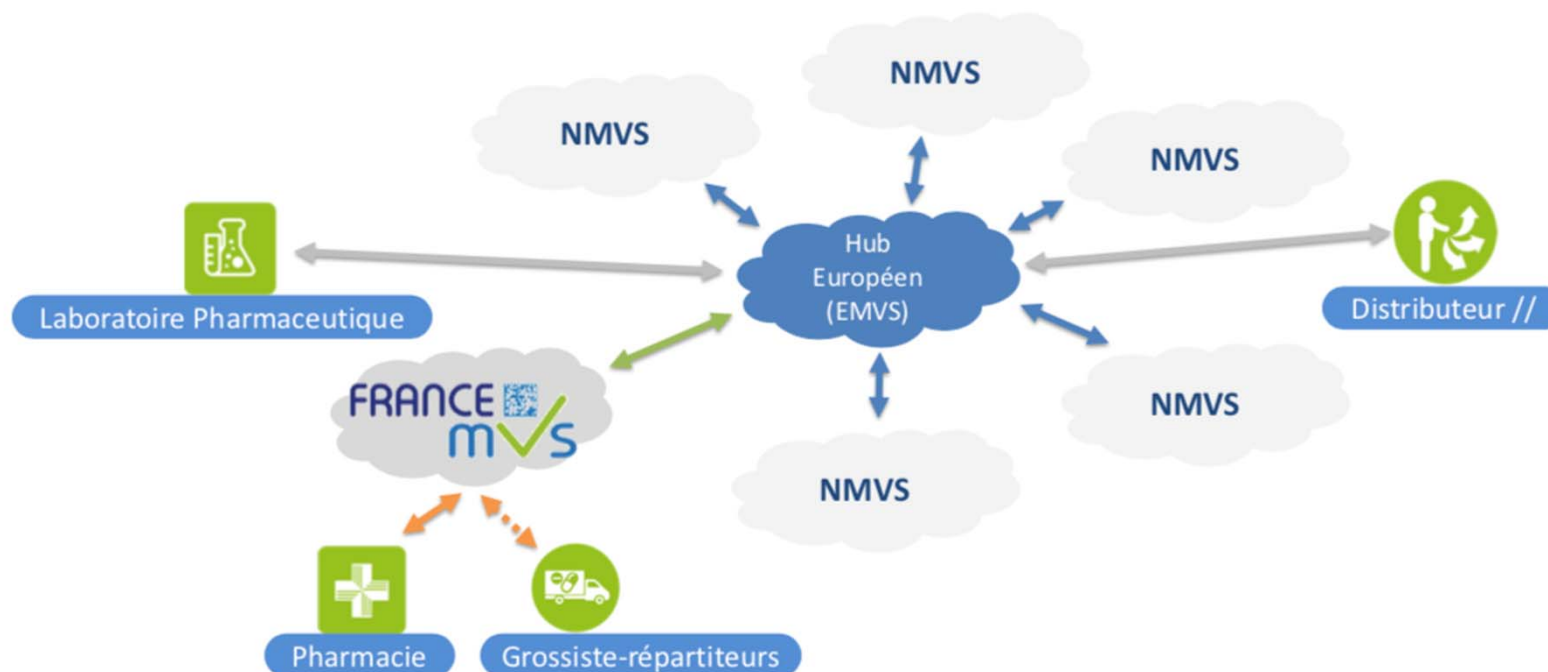 NMVS
NMVS
NMVS
Hub
Européen
(EMVS)
Laboratoire Pharmaceutique
Distributeur //
FRANCE
mvs
NMVS
NMVS
Pharmacie
Grossiste-répartiteurs